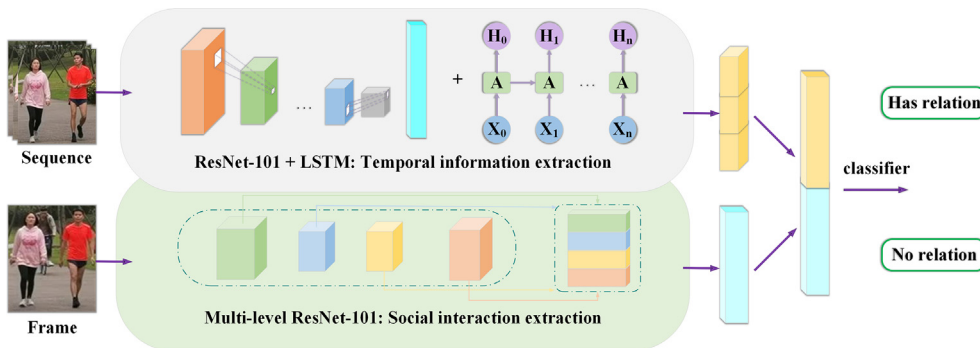 H0 H1 Hn
+ A A ... A
...
X0 X1 Xn
Sequence
ResNet-101 + LSTM: Temporal information extraction
Has relation
classifier
No relation
Frame
Multi-level ResNet-101: Social interaction extraction